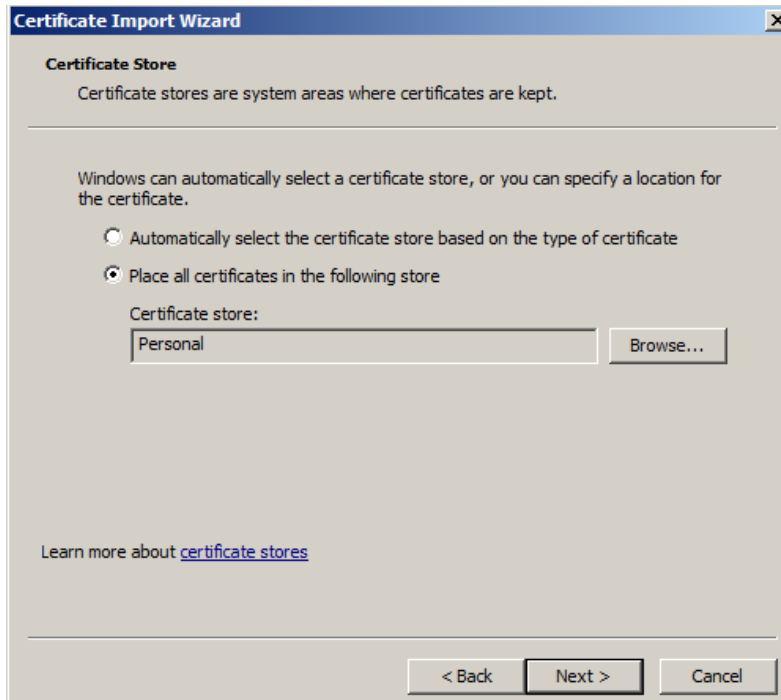 Certificate Import Wizard
Certificate Store
Certificate stores are system areas where certificates are kept.
Windows can automatically select a certificate store, or you can specify a location for
the certificate.
Automatically select the certificate store based on the type of certificate
Place all certificates in the following store
Certificate store:
Personal
Browse...
Learn more about certificate stores
< Back
Next >
Cancel